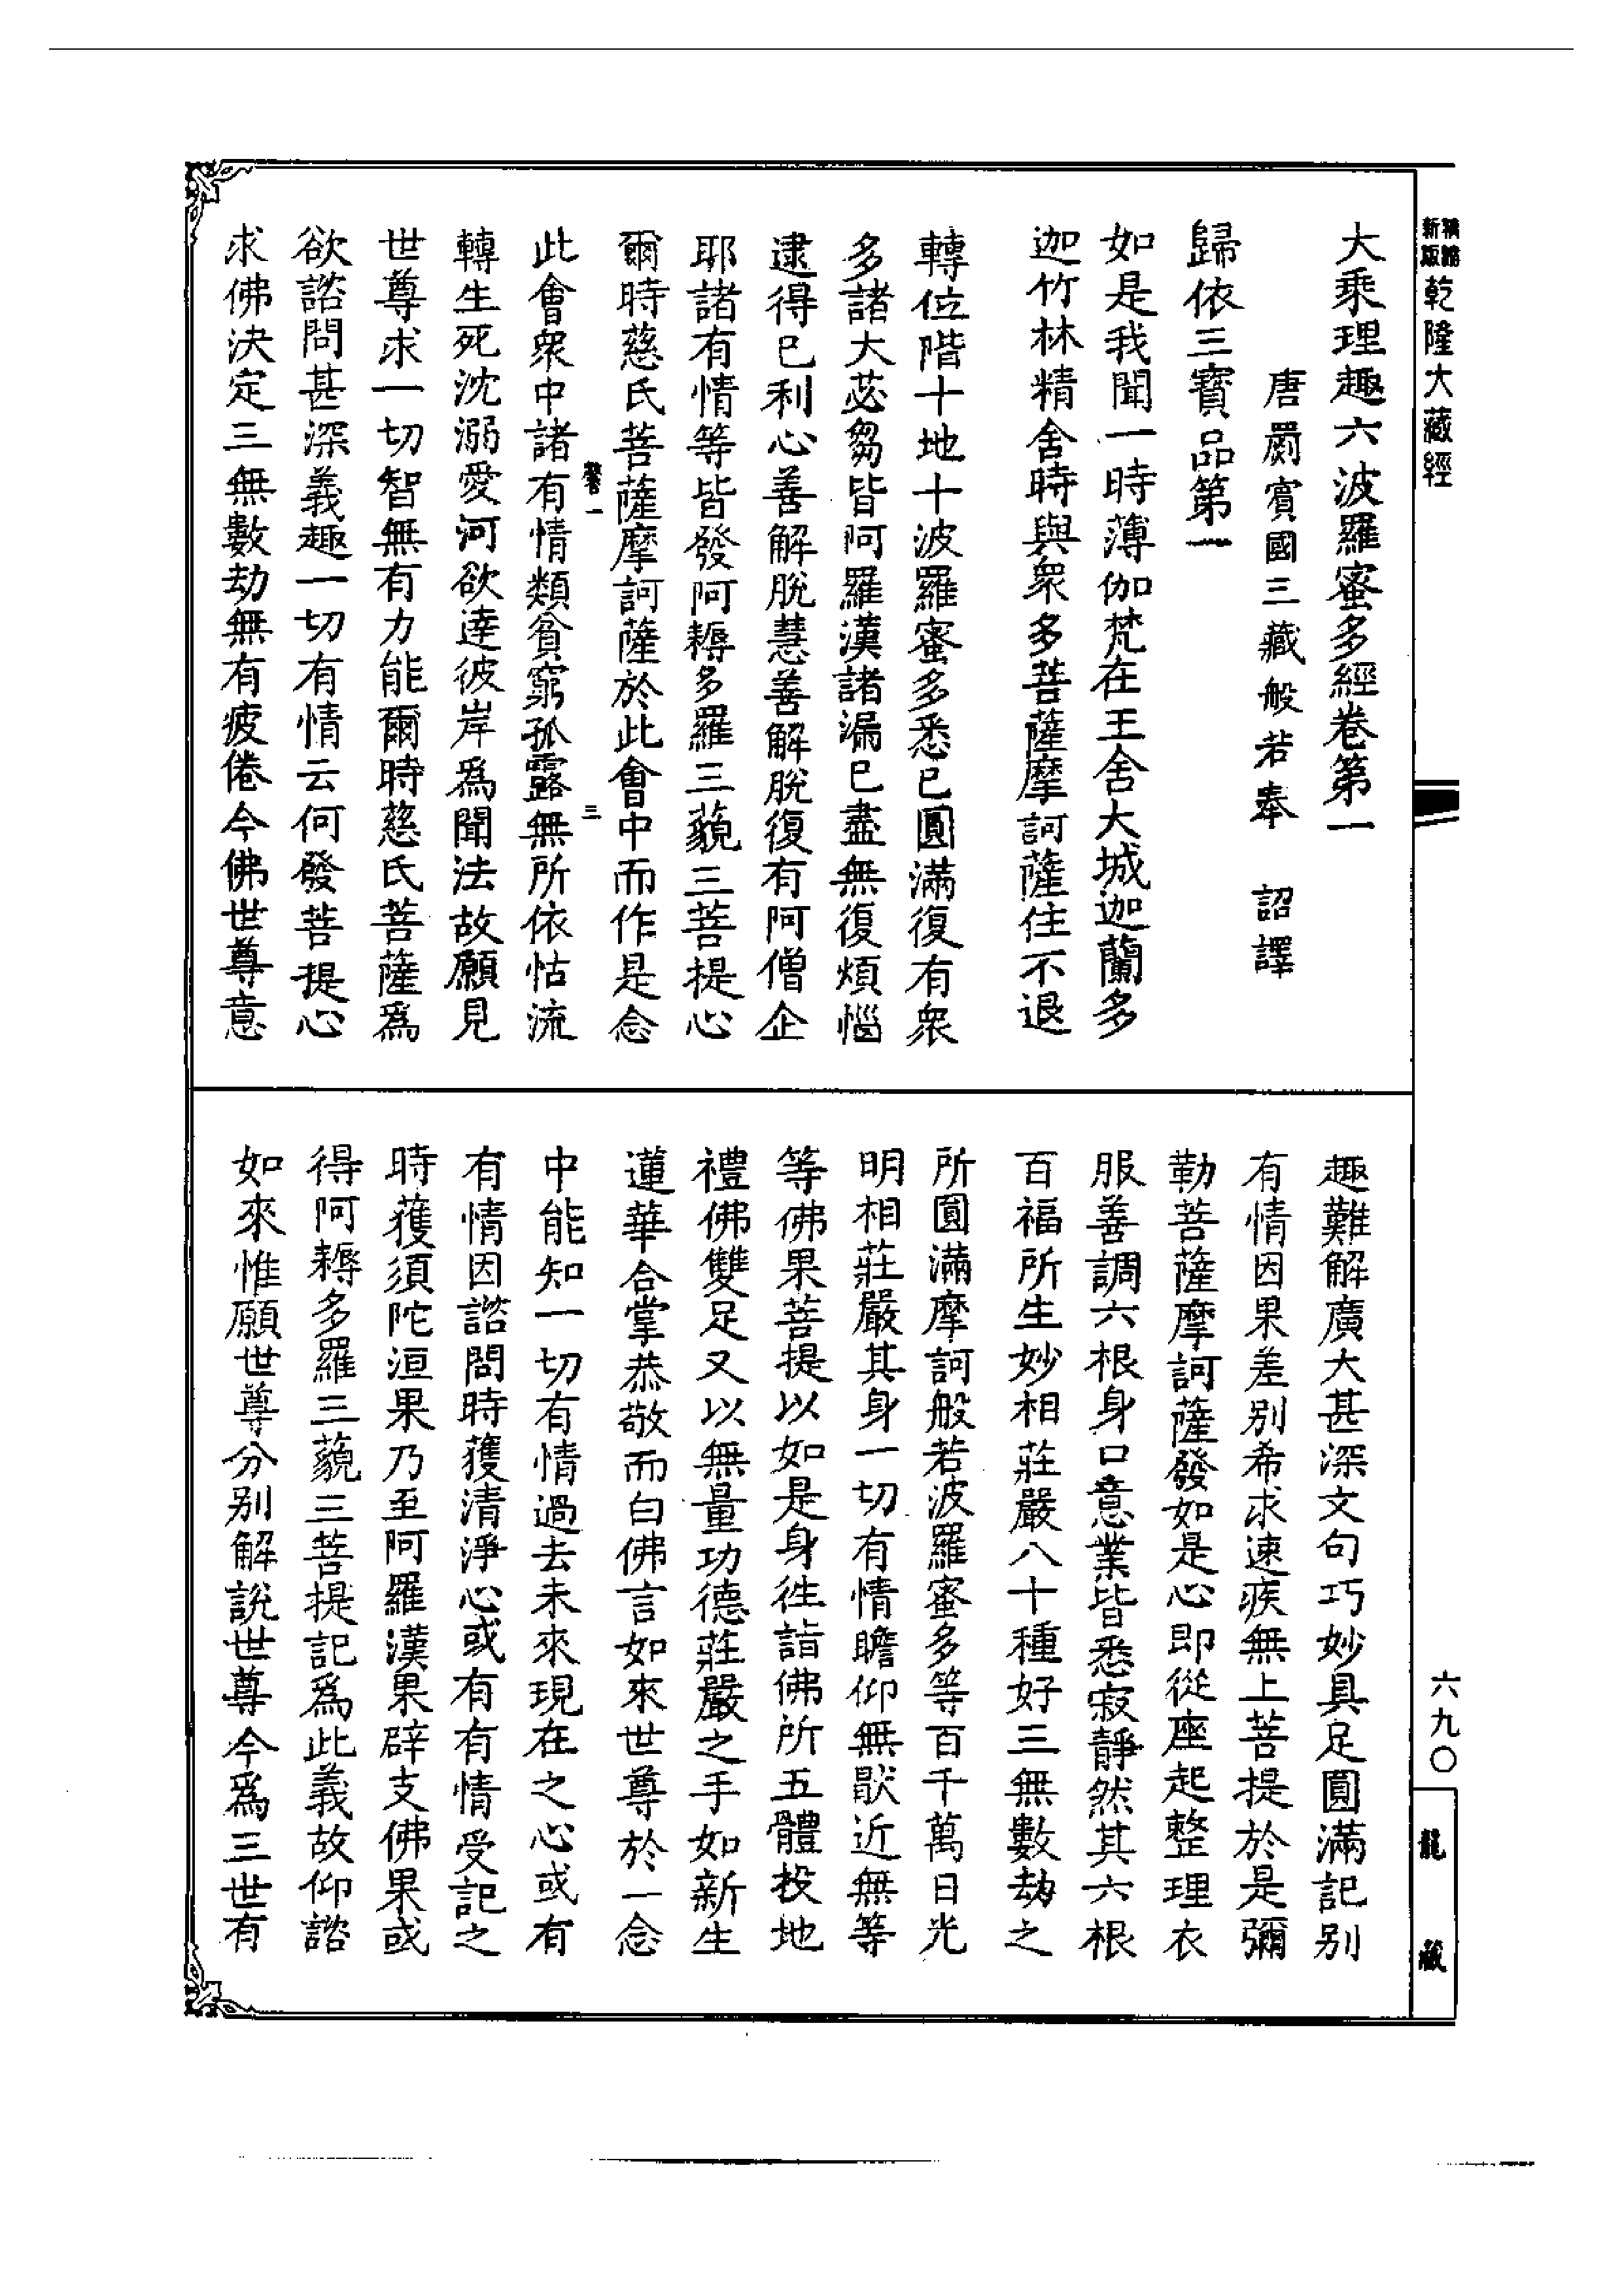 新版
乾隆大藏經
大乘理趣六波羅蜜多經卷第一
唐罽賓國三藏般若奉 詔譯
歸依三寶品第一
如是我聞一時薄伽梵在王舍大城迦蘭多
迦竹林精舍時與衆多菩薩摩訶薩住不退
轉位階十地十波羅蜜多悉已圓滿復有衆
多諸大苾芻皆阿羅漢諸漏已盡無復煩惱
逮得已利心善解脫慧善解脫復有阿僧企
耶諸有情等皆發阿耨多羅三藐三菩提心
爾時慈氏菩薩摩訶薩於此會中而作是念
一 三
此會衆中諸有情類貧窮孤露無所依怙流
轉生死沈溺愛河欲達彼岸爲聞法故願見
世尊求一切智無有力能爾時慈氏菩薩爲
欲諮問甚深義趣一切有情云何發菩提心
求佛決定三無數劫無有疲倦今佛世尊意
趣難解廣大甚深文句巧妙具足圓滿記别
有情因果差别希求速疾無上菩提於是彌
勒菩薩摩訶薩發如是心即從座起整理衣
服善調六根身口意業皆悉寂靜然其六根
百福所生妙相莊嚴八十種好三無數劫之
所圓滿摩訶般若波羅蜜多等百千萬日光
明相莊嚴其身一切有情瞻仰無猒近無等
等佛果菩提以如是身徃詣佛所五體投地
禮佛雙足又以無量功德莊嚴之手如新生
蓮華合掌恭敬而白佛言如來世尊於一念
中能知一切有情過去未來現在之心或有
有情因諮問時獲清淨心或有有情受記之
時獲須陀洹果乃至阿羅漢果辟支佛果或
得阿耨多羅三藐三菩提記爲此義故仰諮
如來惟願世尊分别解說世尊今爲三世有
六九〇
龍藏